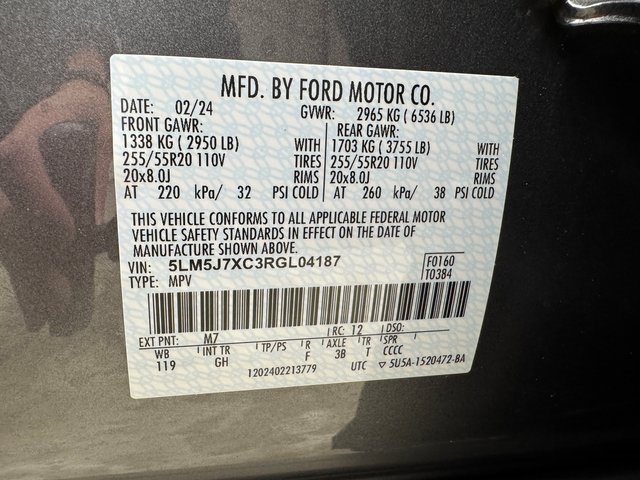 MFD. BY FORD MOTOR CO.
DATE: 02/24 GVWR: 2965 KG ( 6536 LB)
FRONT GAWR: REAR GAWR:
1338 KG ( 2950 LB) WITH 1703 KG ( 3755 LB) WITH
255/55R20 110V TIRES 255/55R20 110V TIRES
20x8.0J RIMS 20x8.0J RIMS
AT 220 kPa/ 32 PSI COLD AT 260 kPa/ 38 PSI COLD
THIS VEHICLE CONFORMS TO ALL APPLICABLE FEDERAL MOTOR
VEHICLE SAFETY STANDARDS IN EFFECT ON THE DATE OF
MANUFACTURE SHOWN ABOVE.
VIN: 5LM5J7XC3RGL04187 F0160
TYPE: MPV T0384
EXT PNT: M7 RC: 12 DSO:
WB INT TR TP/PS R AXLE TR SPR
119 GH F 3B T CCCC
1202402213779 UTC ▽ 5U5A-1520472-BA